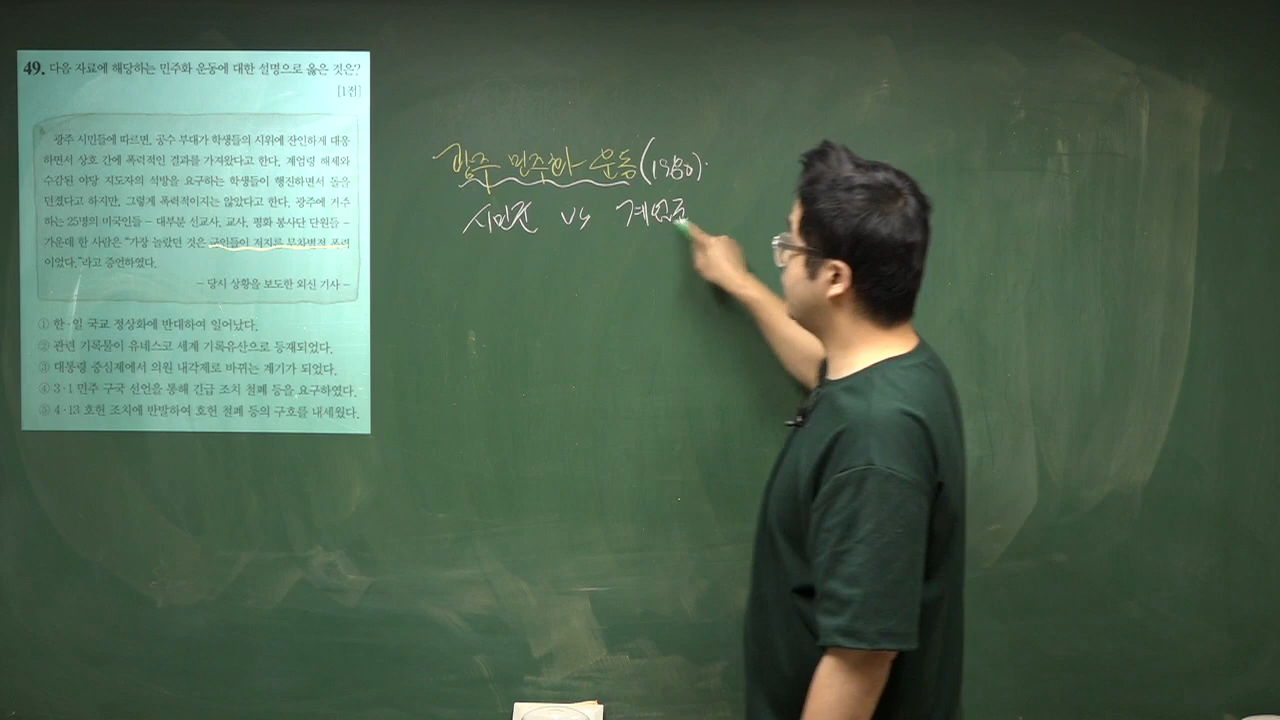 49. 다음 자료에 해당하는 민주화 운동에 대한 설명으로 옳은 것은?
[1점]
광주 시민들에 따르면, 공수 부대가 학생들의 시위에 잔인하게 대응
하면서 상호 간에 폭력적인 결과를 가져왔다고 한다. 계엄령 해제와
수감된 야당 지도자의 석방을 요구하는 학생들이 행진하면서 돌을
던졌다고 하지만, 그렇게 폭력적이지는 않았다고 한다. 광주에 거주
하는 25명의 미국인들 - 대부분 선교사, 교사, 평화 봉사단 단원들 -
가운데 한 사람은 "가장 놀랐던 것은 군인들이 저지른 무차별적 폭력
이었다."라고 증언하였다.
- 당시 상황을 보도한 외신 기사 -
① 한·일 국교 정상화에 반대하여 일어났다.
② 관련 기록물이 유네스코 세계 기록유산으로 등재되었다.
③ 대통령 중심제에서 의원 내각제로 바뀌는 계기가 되었다.
④ 3·1 민주 구국 선언을 통해 긴급 조치 철폐 등을 요구하였다.
⑤ 4·13 호헌 조치에 반발하여 호헌 철폐 등의 구호를 내세웠다.
광주 민주화 운동(1980).
시민군 vs 계엄군